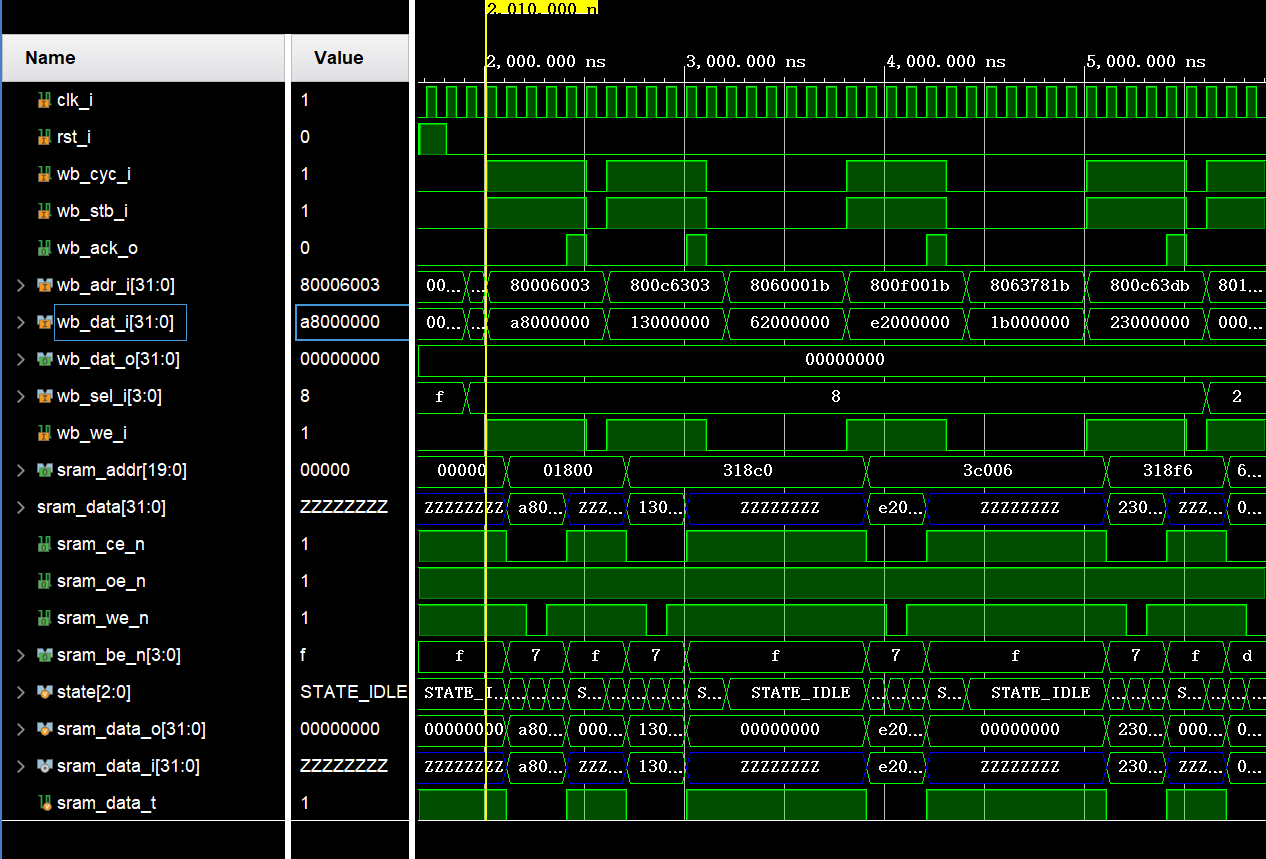 2,010.000 n
Name Value 2,000.000 ns 3,000.000 ns 4,000.000 ns 5,000.000 ns
clk_i 1
rst_i 0
wb_cyc_i 1
wb_stb_i 1
wb_ack_o 0
wb_adr_i[31:0] 80006003 00... ... 80006003 800c6303 8060001b 800f001b 8063781b 800c63db 801...
wb_dat_i[31:0] a8000000 00... ... a8000000 13000000 62000000 e2000000 1b000000 23000000 000...
wb_dat_o[31:0] 00000000 00000000
wb_sel_i[3:0] 8 f 8 2
wb_we_i 1
sram_addr[19:0] 00000 00000 01800 318c0 3c006 318f6 6...
sram_data[31:0] ZZZZZZZZ ZZZZZZZZ a80... ZZZ... 130... ZZZZZZZZ e20... ZZZZZZZZ 230... ZZZ... 0...
sram_ce_n 1
sram_oe_n 1
sram_we_n 1
sram_be_n[3:0] f f 7 f 7 f 7 f 7 f d
state[2:0] STATE_IDLE STATE_I... ... ... ... S... ... ... ... ... S... STATE_IDLE ... ... ... S... STATE_IDLE ... ... ... S... ... ... ...
sram_data_o[31:0] 00000000 00000000 a80... 000... 130... 00000000 e20... 00000000 230... 000... 0...
sram_data_i[31:0] ZZZZZZZZ ZZZZZZZZ a80... ZZZ... 130... ZZZZZZZZ e20... ZZZZZZZZ 230... ZZZ... 0...
sram_data_t 1